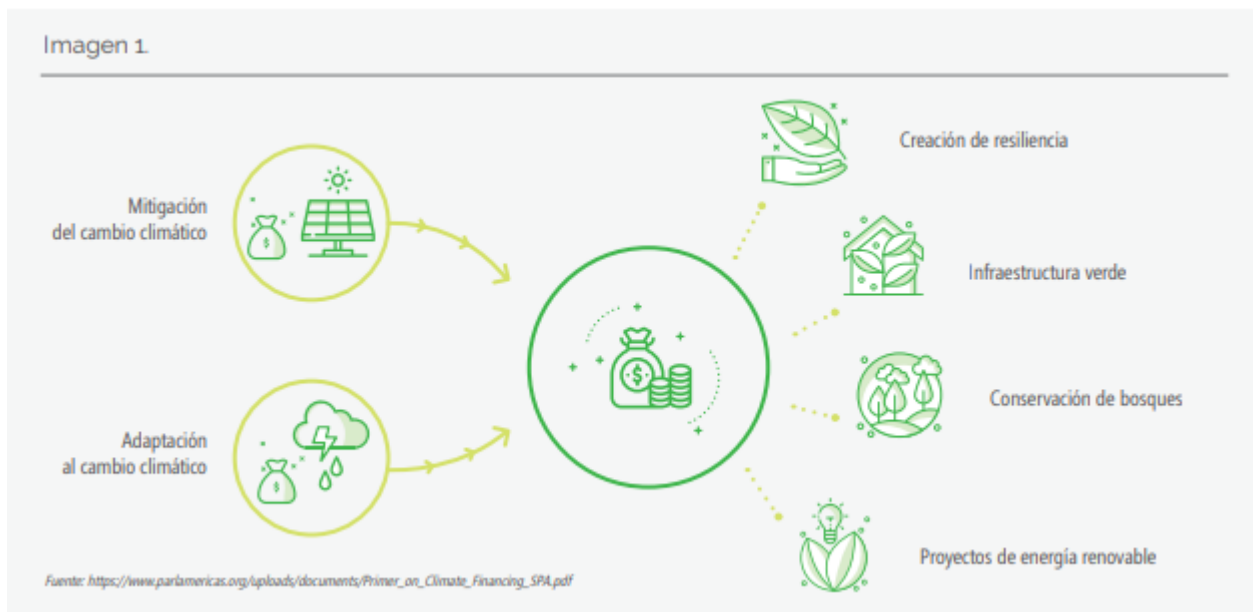 Imagen 1.
Mitigación
del cambio climático
Adaptación
al cambio climático
Creación de resiliencia
Infraestructura verde
Conservación de bosques
Proyectos de energía renovable
Fuente: https://www.parlamericas.org/uploads/documents/Primer_on_Climate_Financing_SPA.pdf